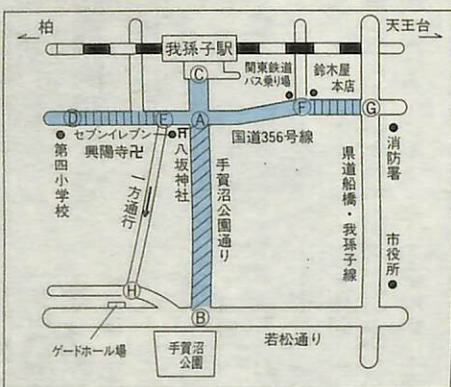 柏
天王台
我孫子駅
関東鉄道
バス乗り場
鈴木屋
本店
C
D
E
A
F
G
セブンイレブン
興陽寺卍
第四小学校
一方通行
八坂神社
手賀沼公園通り
国道356号線
県道船橋・我孫子線
消防署
市役所
H
B
ゲードホール場
手賀沼
公園
若松通り